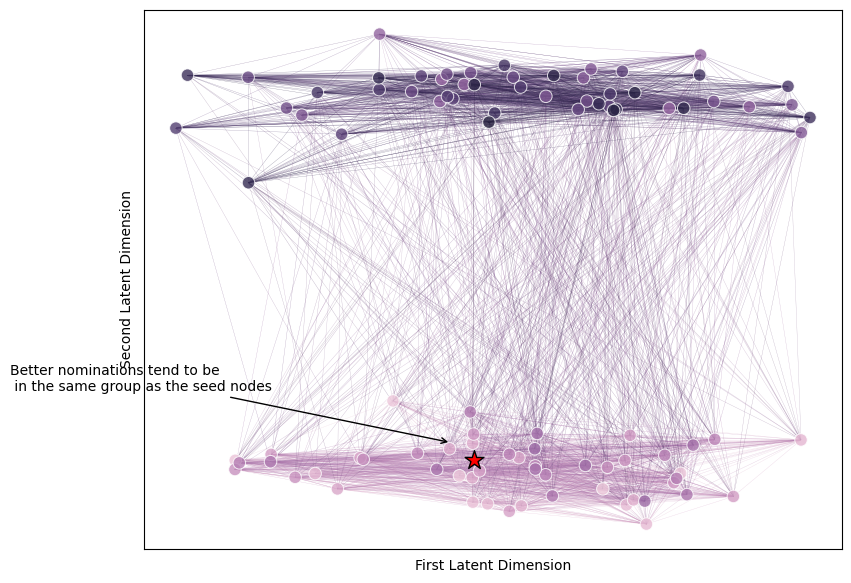 Second Latent Dimension
Better nominations tend to be
in the same group as the seed nodes
First Latent Dimension